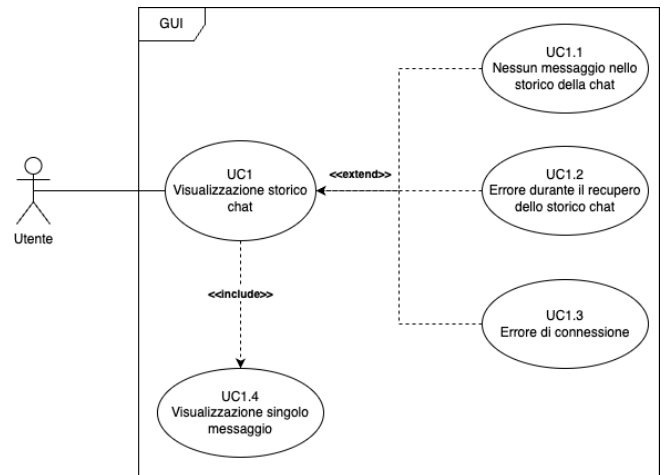 GUI
UC1.1
Nessun messaggio nello
storico della chat
UC1
Visualizzazione storico
chat
<<extend>>
UC1.2
Errore durante il recupero
dello storico chat
Utente
<<include>>
UC1.3
Errore di connessione
UC1.4
Visualizzazione singolo
messaggio